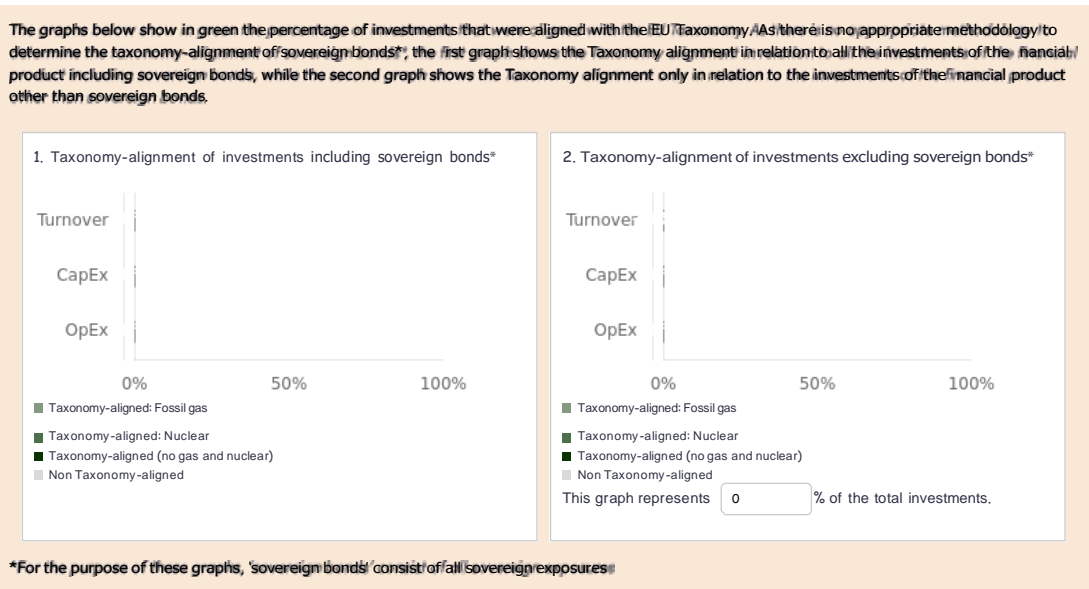 The graphs below show in green the percentage of investments that were aligned with the EU Taxonomy. As there is no appropriate methodology to
determine the taxonomy-alignment of sovereign bonds*, the first graph shows the Taxonomy alignment in relation to all the investments of the financial
product including sovereign bonds, while the second graph shows the Taxonomy alignment only in relation to the investments of the financial product
other than sovereign bonds.
1. Taxonomy-alignment of investments including sovereign bonds*
Turnover
CapEx
OpEx
0% 50% 100%
Taxonomy-aligned: Fossil gas
Taxonomy-aligned: Nuclear
Taxonomy-aligned (no gas and nuclear)
Non Taxonomy-aligned
2. Taxonomy-alignment of investments excluding sovereign bonds*
Turnover
CapEx
OpEx
0% 50% 100%
Taxonomy-aligned: Fossil gas
Taxonomy-aligned: Nuclear
Taxonomy-aligned (no gas and nuclear)
Non Taxonomy-aligned
This graph represents 0 % of the total investments.
*For the purpose of these graphs, 'sovereign bonds' consist of all sovereign exposures